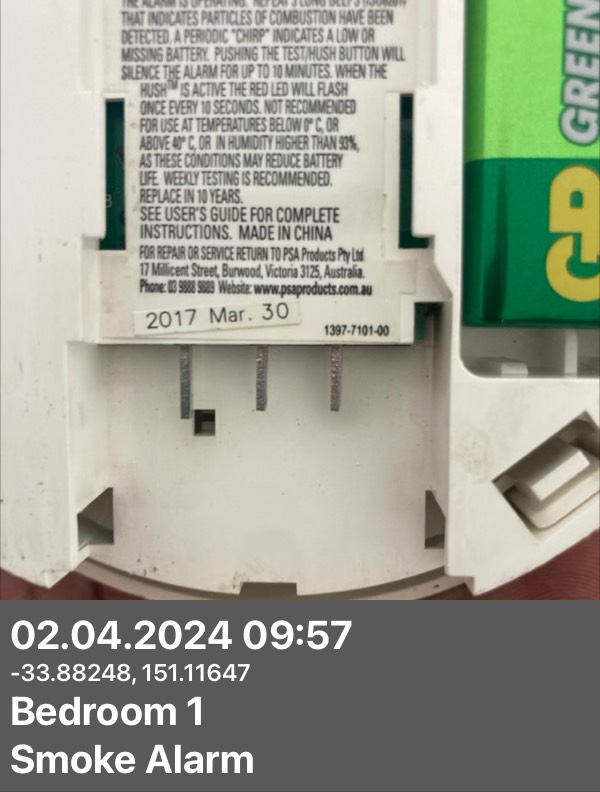 THE ALARM IS OPERATING. REPEATS LONG BEEPS (ISO8201)
THAT INDICATES PARTICLES OF COMBUSTION HAVE BEEN
DETECTED. A PERIODIC "CHIRP" INDICATES A LOW OR
MISSING BATTERY. PUSHING THE TEST/HUSH BUTTON WILL
SILENCE THE ALARM FOR UP TO 10 MINUTES. WHEN THE
HUSH™ IS ACTIVE THE RED LED WILL FLASH
ONCE EVERY 10 SECONDS. NOT RECOMMENDED
FOR USE AT TEMPERATURES BELOW 0° C, OR
ABOVE 40° C, OR IN HUMIDITY HIGHER THAN 93%,
AS THESE CONDITIONS MAY REDUCE BATTERY
LIFE. WEEKLY TESTING IS RECOMMENDED.
REPLACE IN 10 YEARS.
SEE USER'S GUIDE FOR COMPLETE
INSTRUCTIONS. MADE IN CHINA
FOR REPAIR OR SERVICE RETURN TO PSA Products Pty Ltd
17 Millicent Street, Burwood, Victoria 3125, Australia.
Phone: 03 9888 9889 Website: www.psaproducts.com.au
2017 Mar. 30
1397-7101-00
GREEN
GP
02.04.2024 09:57
-33.88248, 151.11647
Bedroom 1
Smoke Alarm